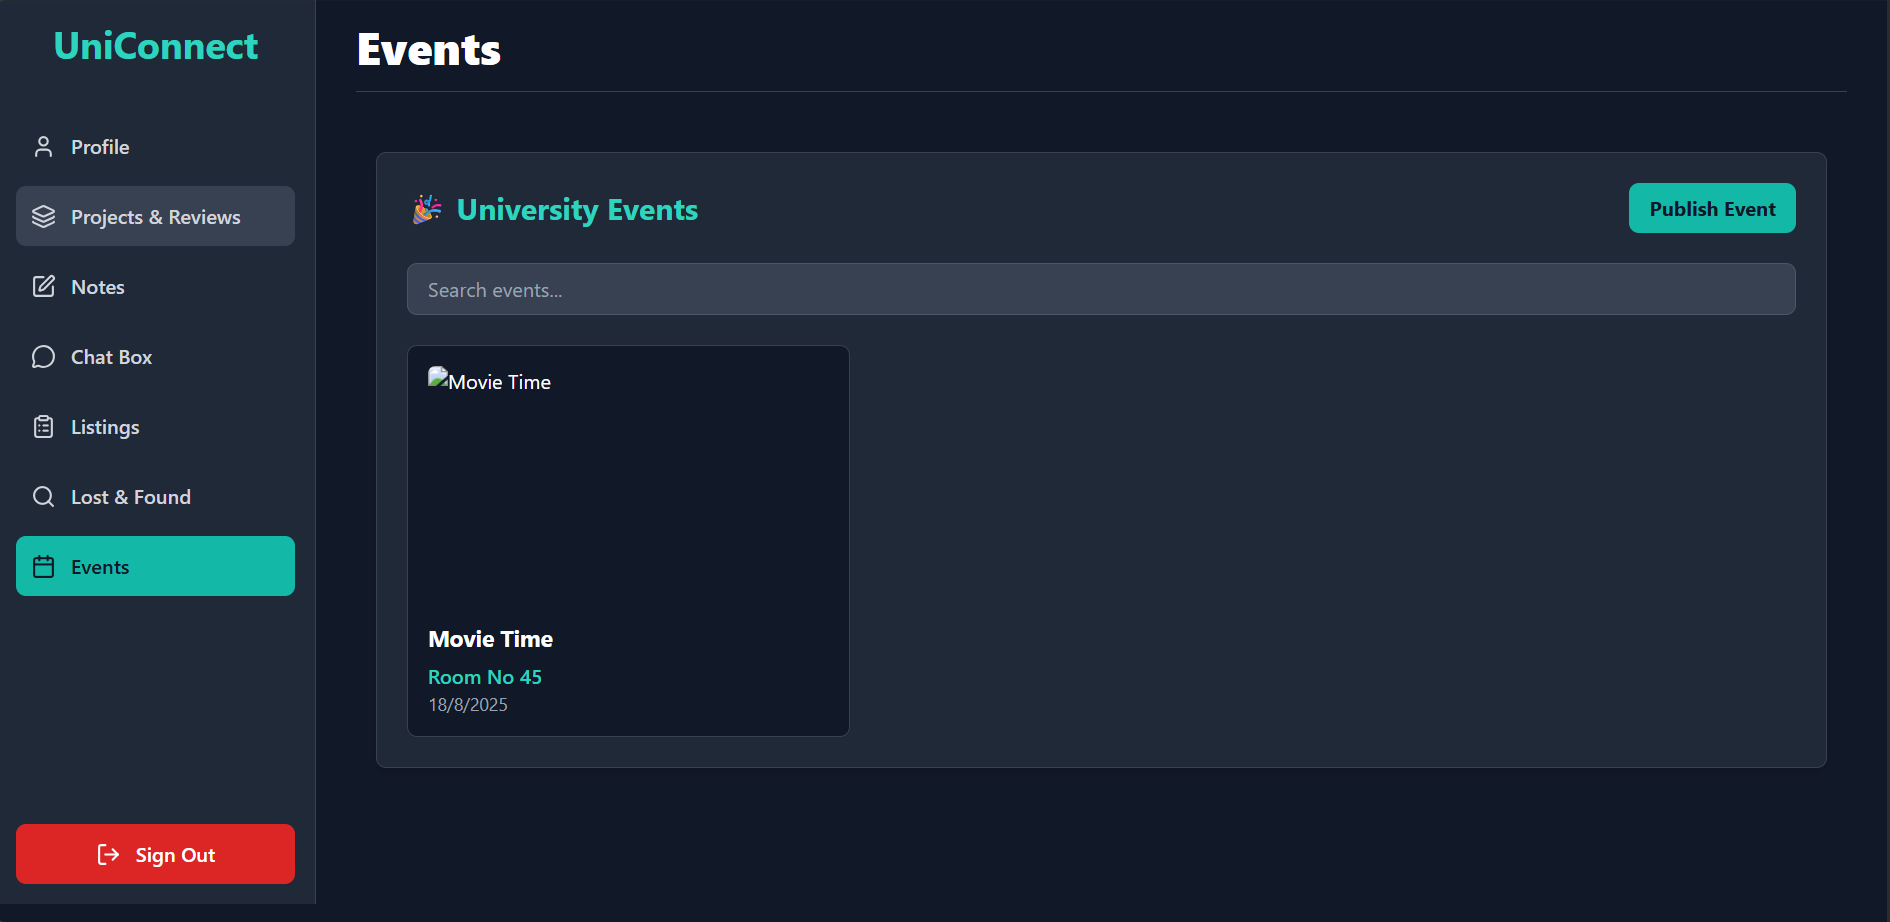 UniConnect
Profile
Projects & Reviews
Notes
Chat Box
Listings
Lost & Found
Events
Sign Out
Events
🎉 University Events
Publish Event
Search events...
Movie Time
Movie Time
Room No 45
18/8/2025